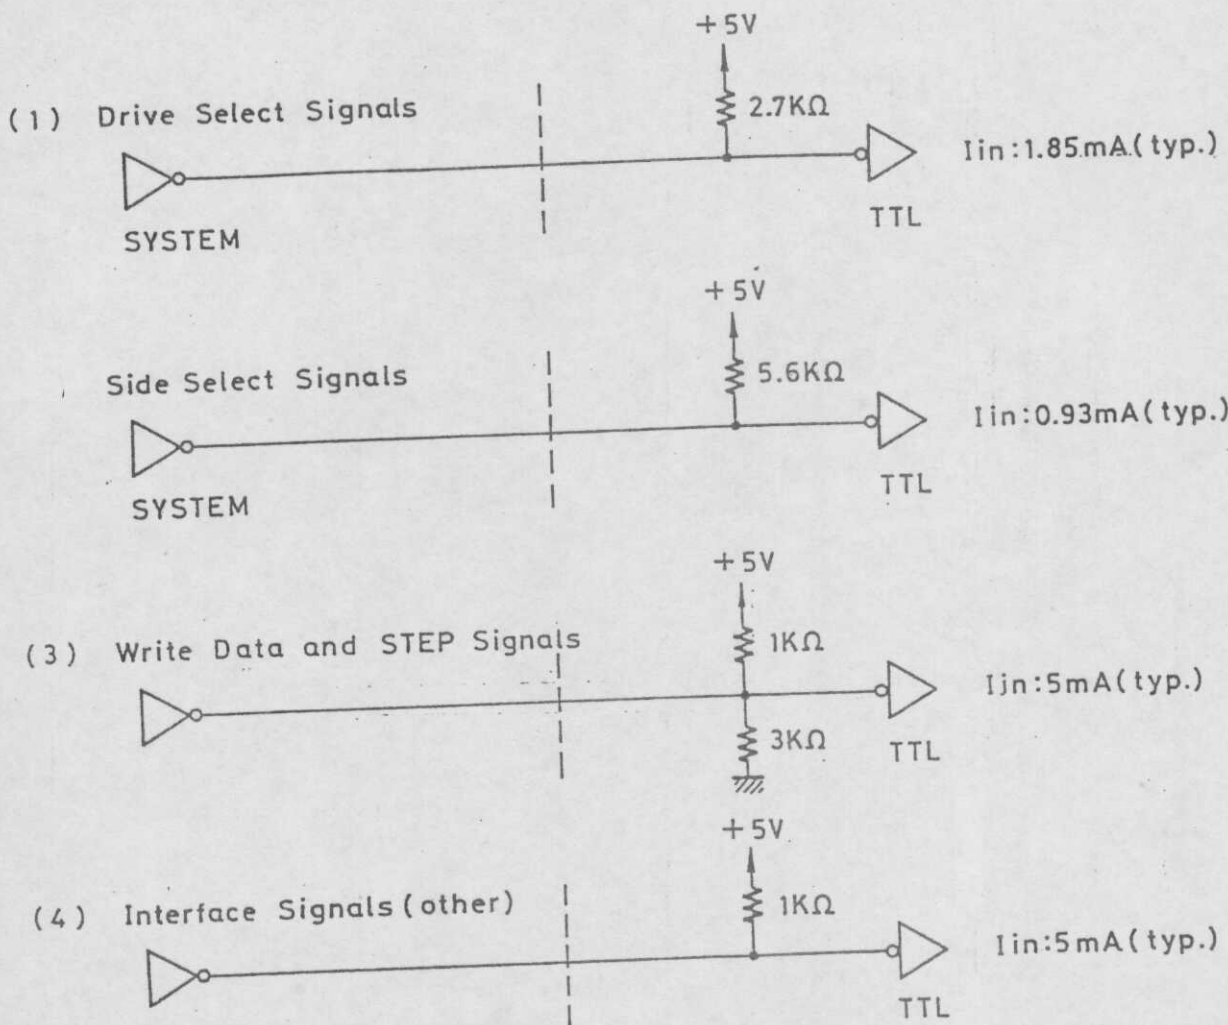 +5V
(1) Drive Select Signals
2.7KΩ
Iin:1.85mA(typ.)
SYSTEM
TTL
+5V
Side Select Signals
5.6KΩ
Iin:0.93mA(typ.)
SYSTEM
TTL
+5V
(3) Write Data and STEP Signals
1KΩ
Ijn:5mA(typ.)
3KΩ
TTL
+5V
(4) Interface Signals (other)
1KΩ
Iin:5mA(typ.)
TTL